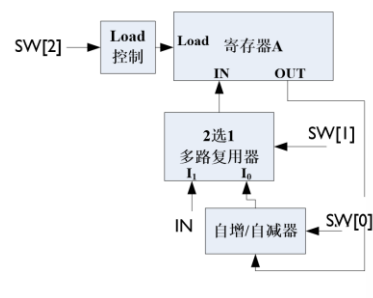 SW[2]
Load
控制
Load
寄存器A
IN
OUT
2选1
多路复用器
I₁
I₀
SW[1]
IN
自增/自减器
SW[0]